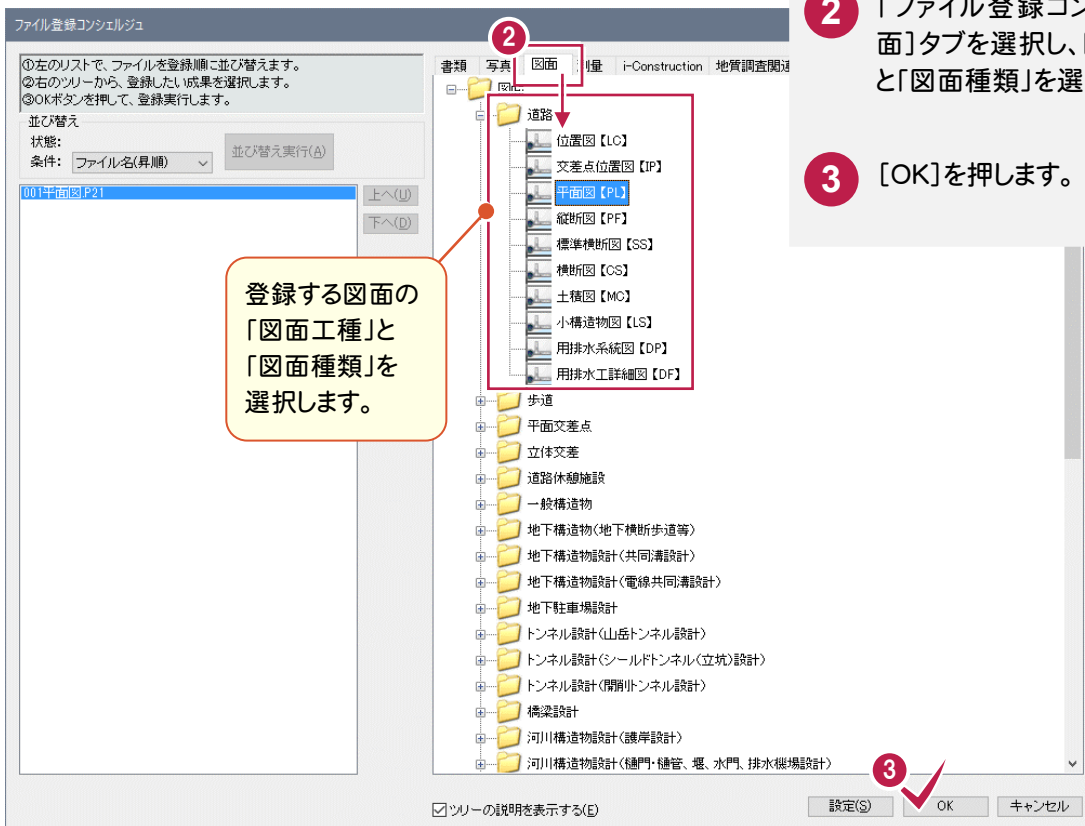 ファイル登録コンシェルジュ
①左のリストで、ファイルを登録順に並び替えます。
②右のツリーから、登録したい成果を選択します。
③OKボタンを押して、登録実行します。
並び替え
状態:
条件: ファイル名(昇順)
並び替え実行(A)
001平面図.P21
上へ(U)
下へ(D)
登録する図面の
「図面工種」と
「図面種類」を
選択します。
2
書類 写真 図面 測量 i-Construction 地質調査関連
道路
位置図【LC】
交差点位置図【IP】
平面図【PL】
縦断図【PF】
標準横断図【SS】
横断図【CS】
土積図【MC】
小構造物図【LS】
用排水系統図【DP】
用排水工詳細図【DF】
歩道
平面交差点
立体交差
道路休憩施設
一般構造物
地下構造物(地下横断歩道等)
地下構造物設計(共同溝設計)
地下構造物設計(電線共同溝設計)
地下駐車場設計
トンネル設計(山岳トンネル設計)
トンネル設計(シールドトンネル(立坑)設計)
トンネル設計(開削トンネル設計)
橋梁設計
河川構造物設計(護岸設計)
河川構造物設計(樋門・樋管、堰、水門、排水機場設計)
ツリーの説明を表示する(E)
設定(S)
3
OK
キャンセル
2 「ファイル登録コン
面]タブを選択し、
と「図面種類」を選
3 [OK]を押します。